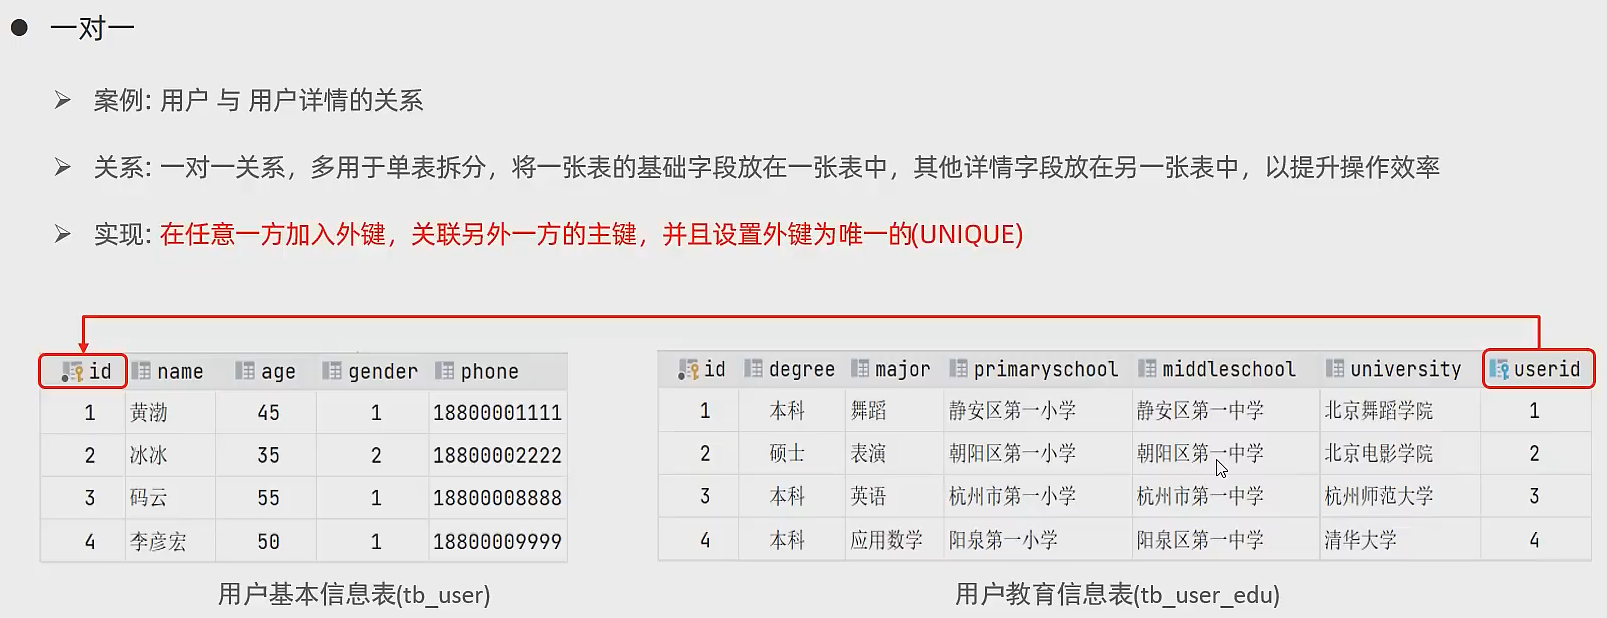 ● 一对一
➢ 案例: 用户 与 用户详情的关系
➢ 关系: 一对一关系，多用于单表拆分，将一张表的基础字段放在一张表中，其他详情字段放在另一张表中，以提升操作效率
➢ 实现: 在任意一方加入外键，关联另外一方的主键，并且设置外键为唯一的(UNIQUE)
id name age gender phone
1 黄渤 45 1 18800001111
2 冰冰 35 2 18800002222
3 码云 55 1 18800008888
4 李彦宏 50 1 18800009999
用户基本信息表(tb_user)
id degree major primaryschool middleschool university userid
1 本科 舞蹈 静安区第一小学 静安区第一中学 北京舞蹈学院 1
2 硕士 表演 朝阳区第一小学 朝阳区第一中学 北京电影学院 2
3 本科 英语 杭州市第一小学 杭州市第一中学 杭州师范大学 3
4 本科 应用数学 阳泉第一小学 阳泉区第一中学 清华大学 4
用户教育信息表(tb_user_edu)